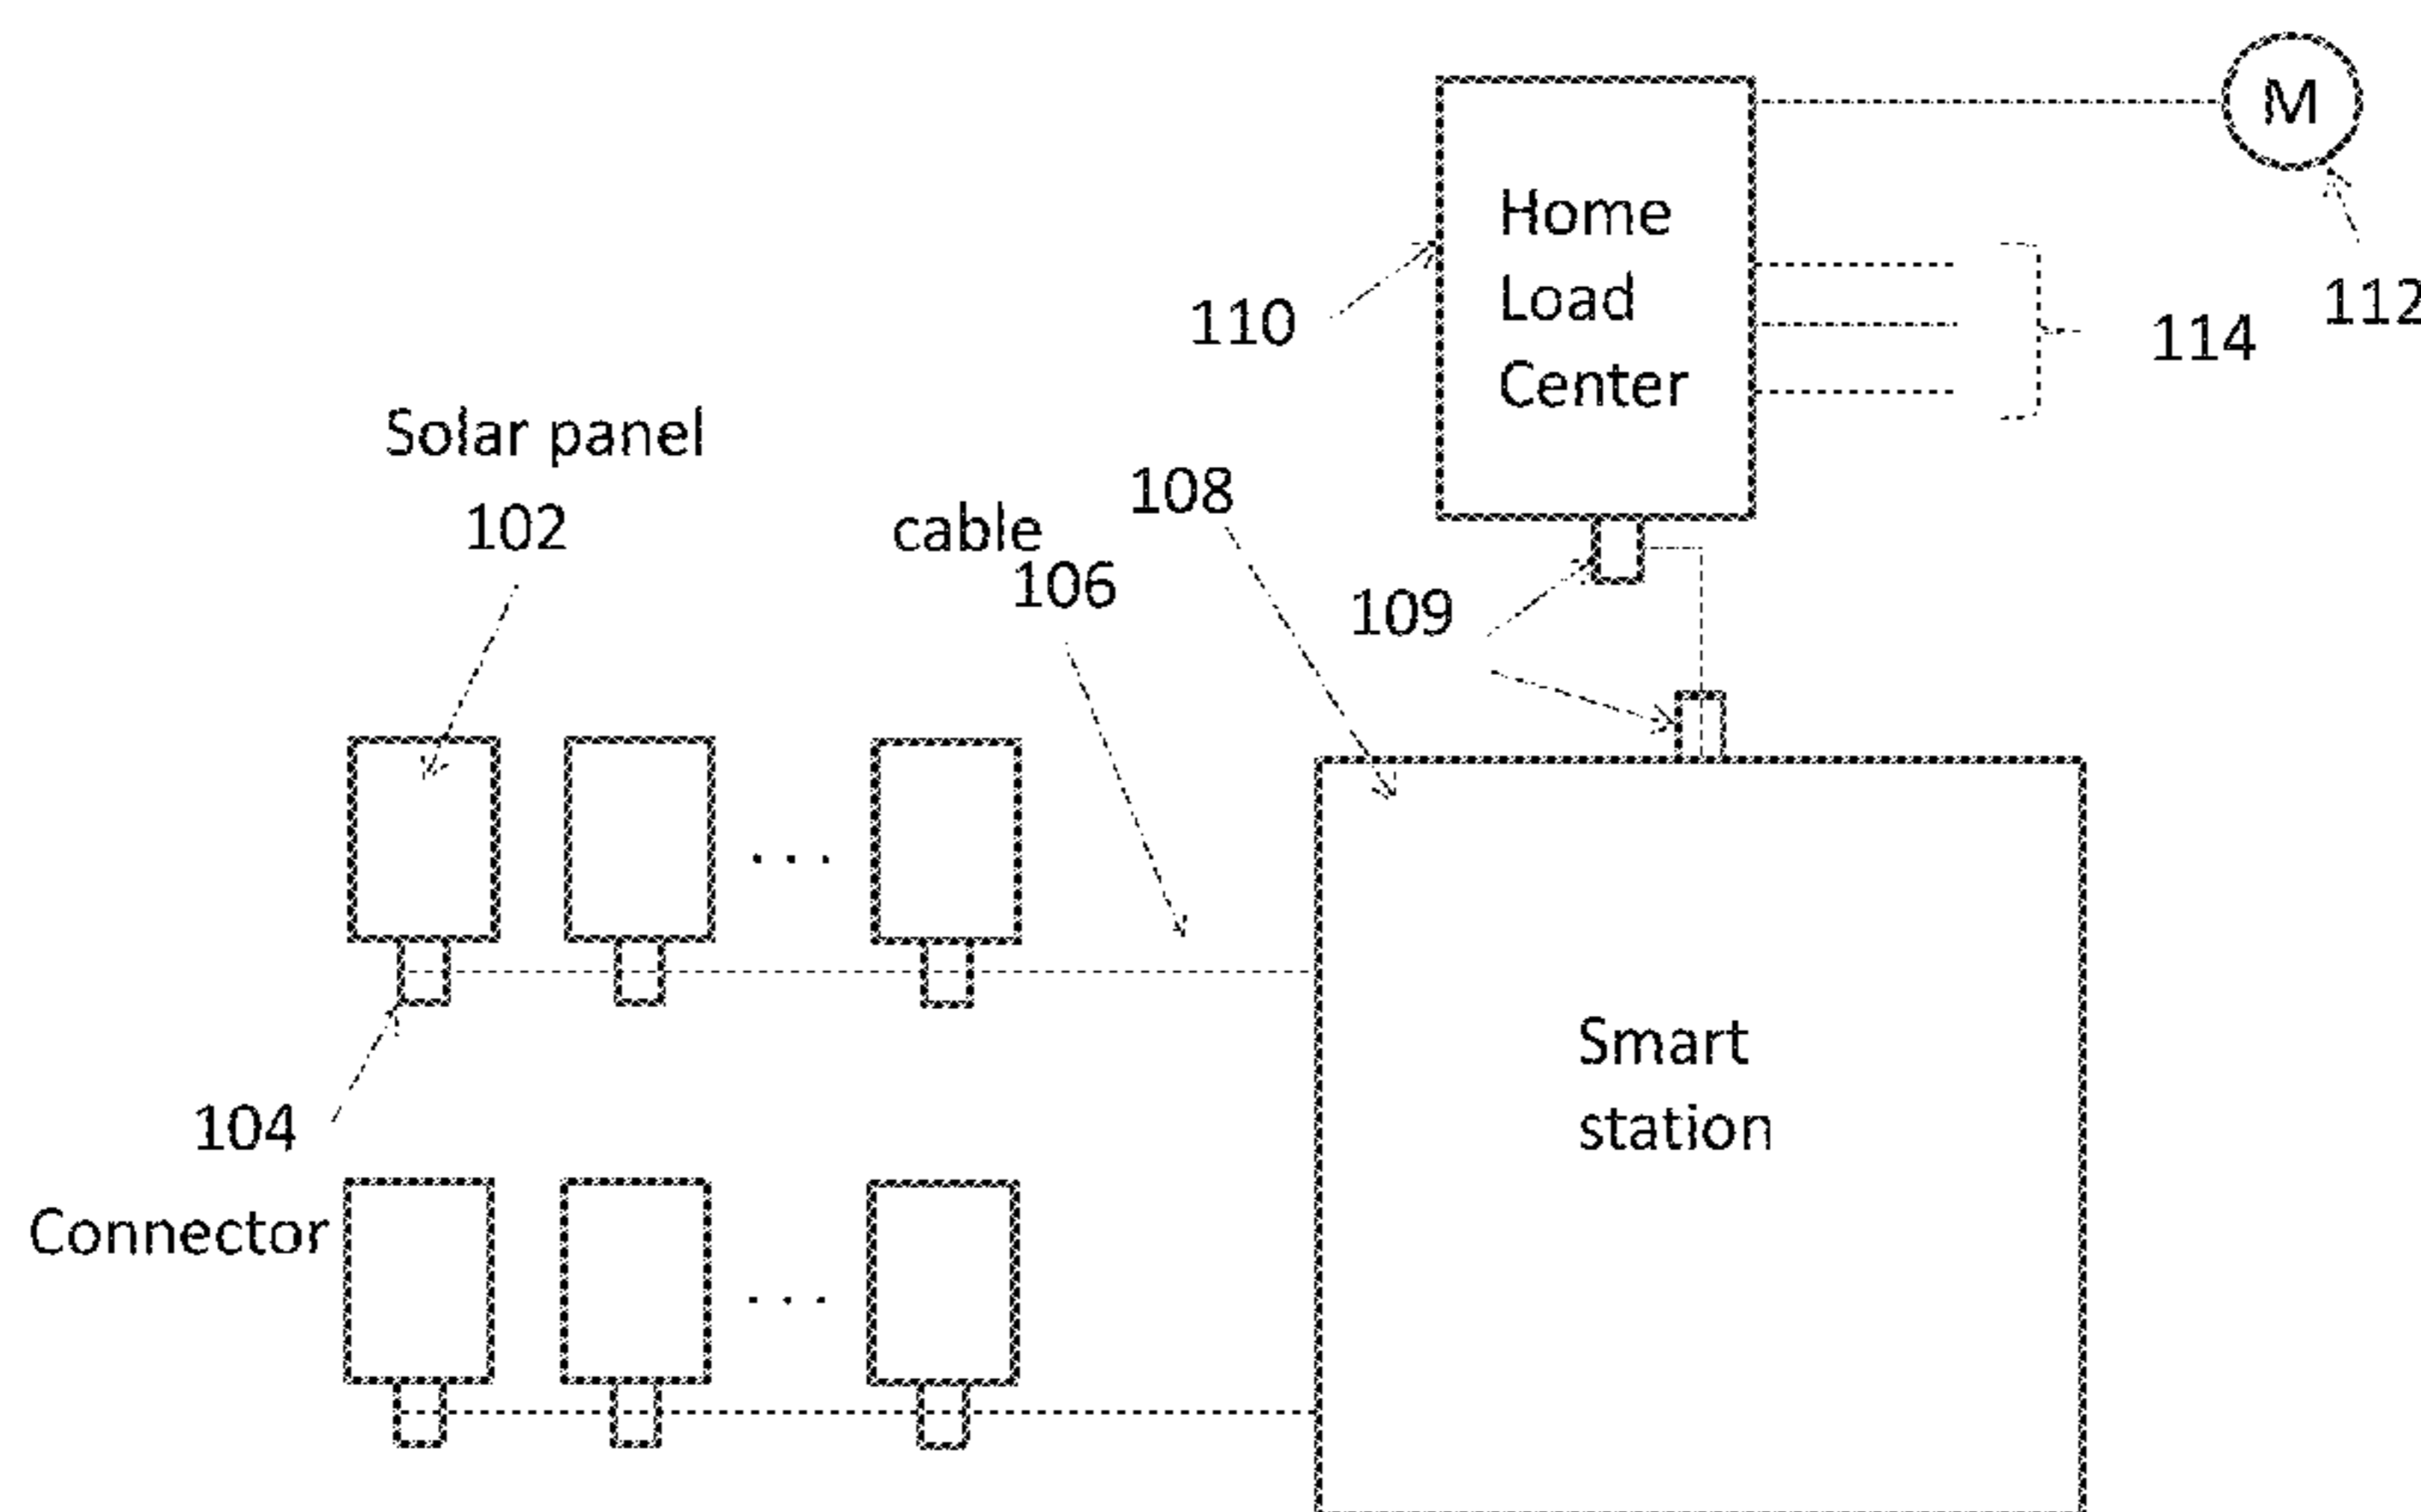 M
Home
Load
Center
110
112
114
Solar panel
102
cable
106
108
109
104
Connector
Smart
station